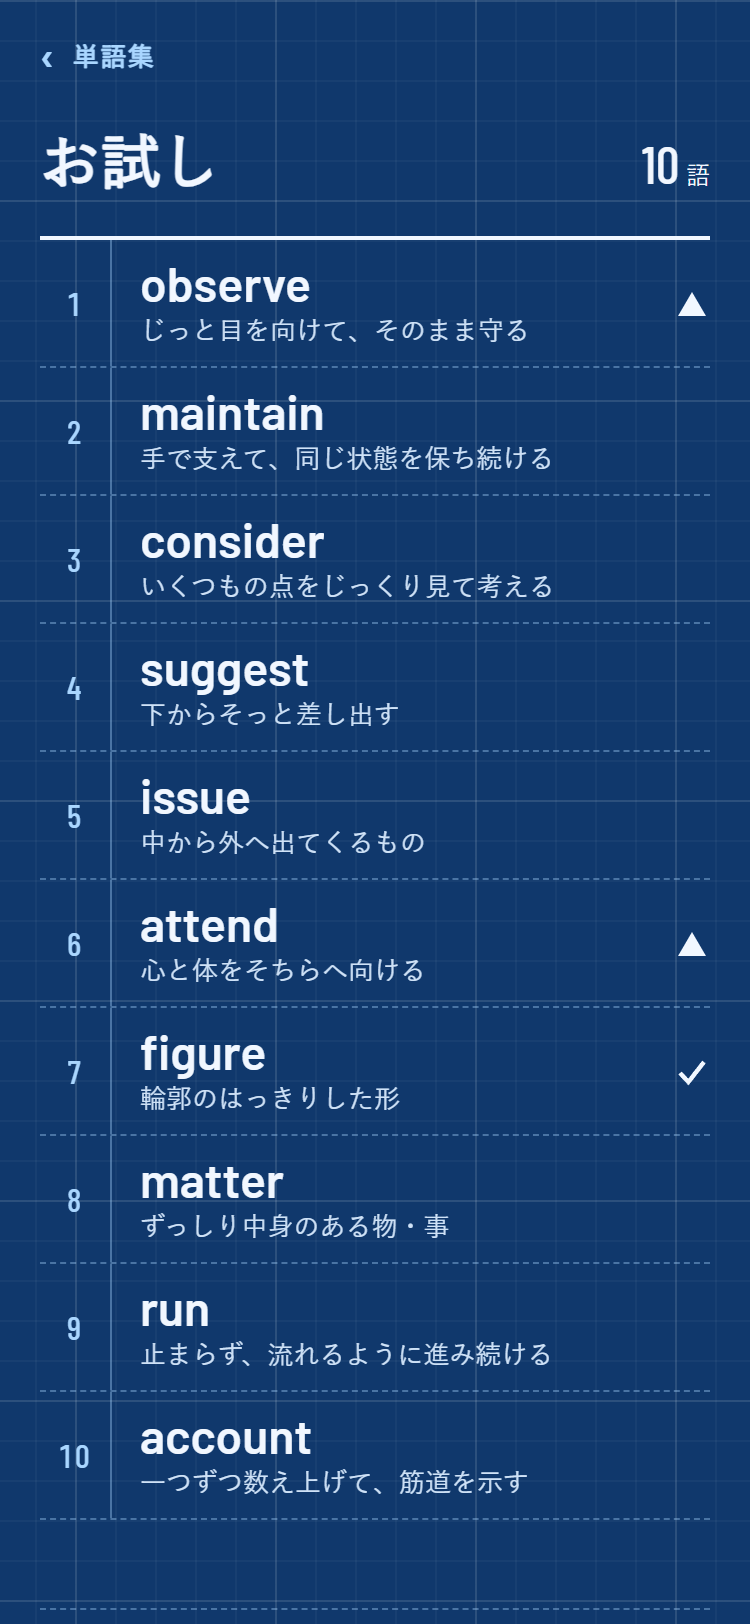 ‹ 単語集
お試し
10 語
1
observe
じっと目を向けて、そのまま守る
▲
2
maintain
手で支えて、同じ状態を保ち続ける
3
consider
いくつもの点をじっくり見て考える
4
suggest
下からそっと差し出す
5
issue
中から外へ出てくるもの
6
attend
心と体をそちらへ向ける
▲
7
figure
輪郭のはっきりした形
✓
8
matter
ずっしり中身のある物・事
9
run
止まらず、流れるように進み続ける
10
account
一つずつ数え上げて、筋道を示す